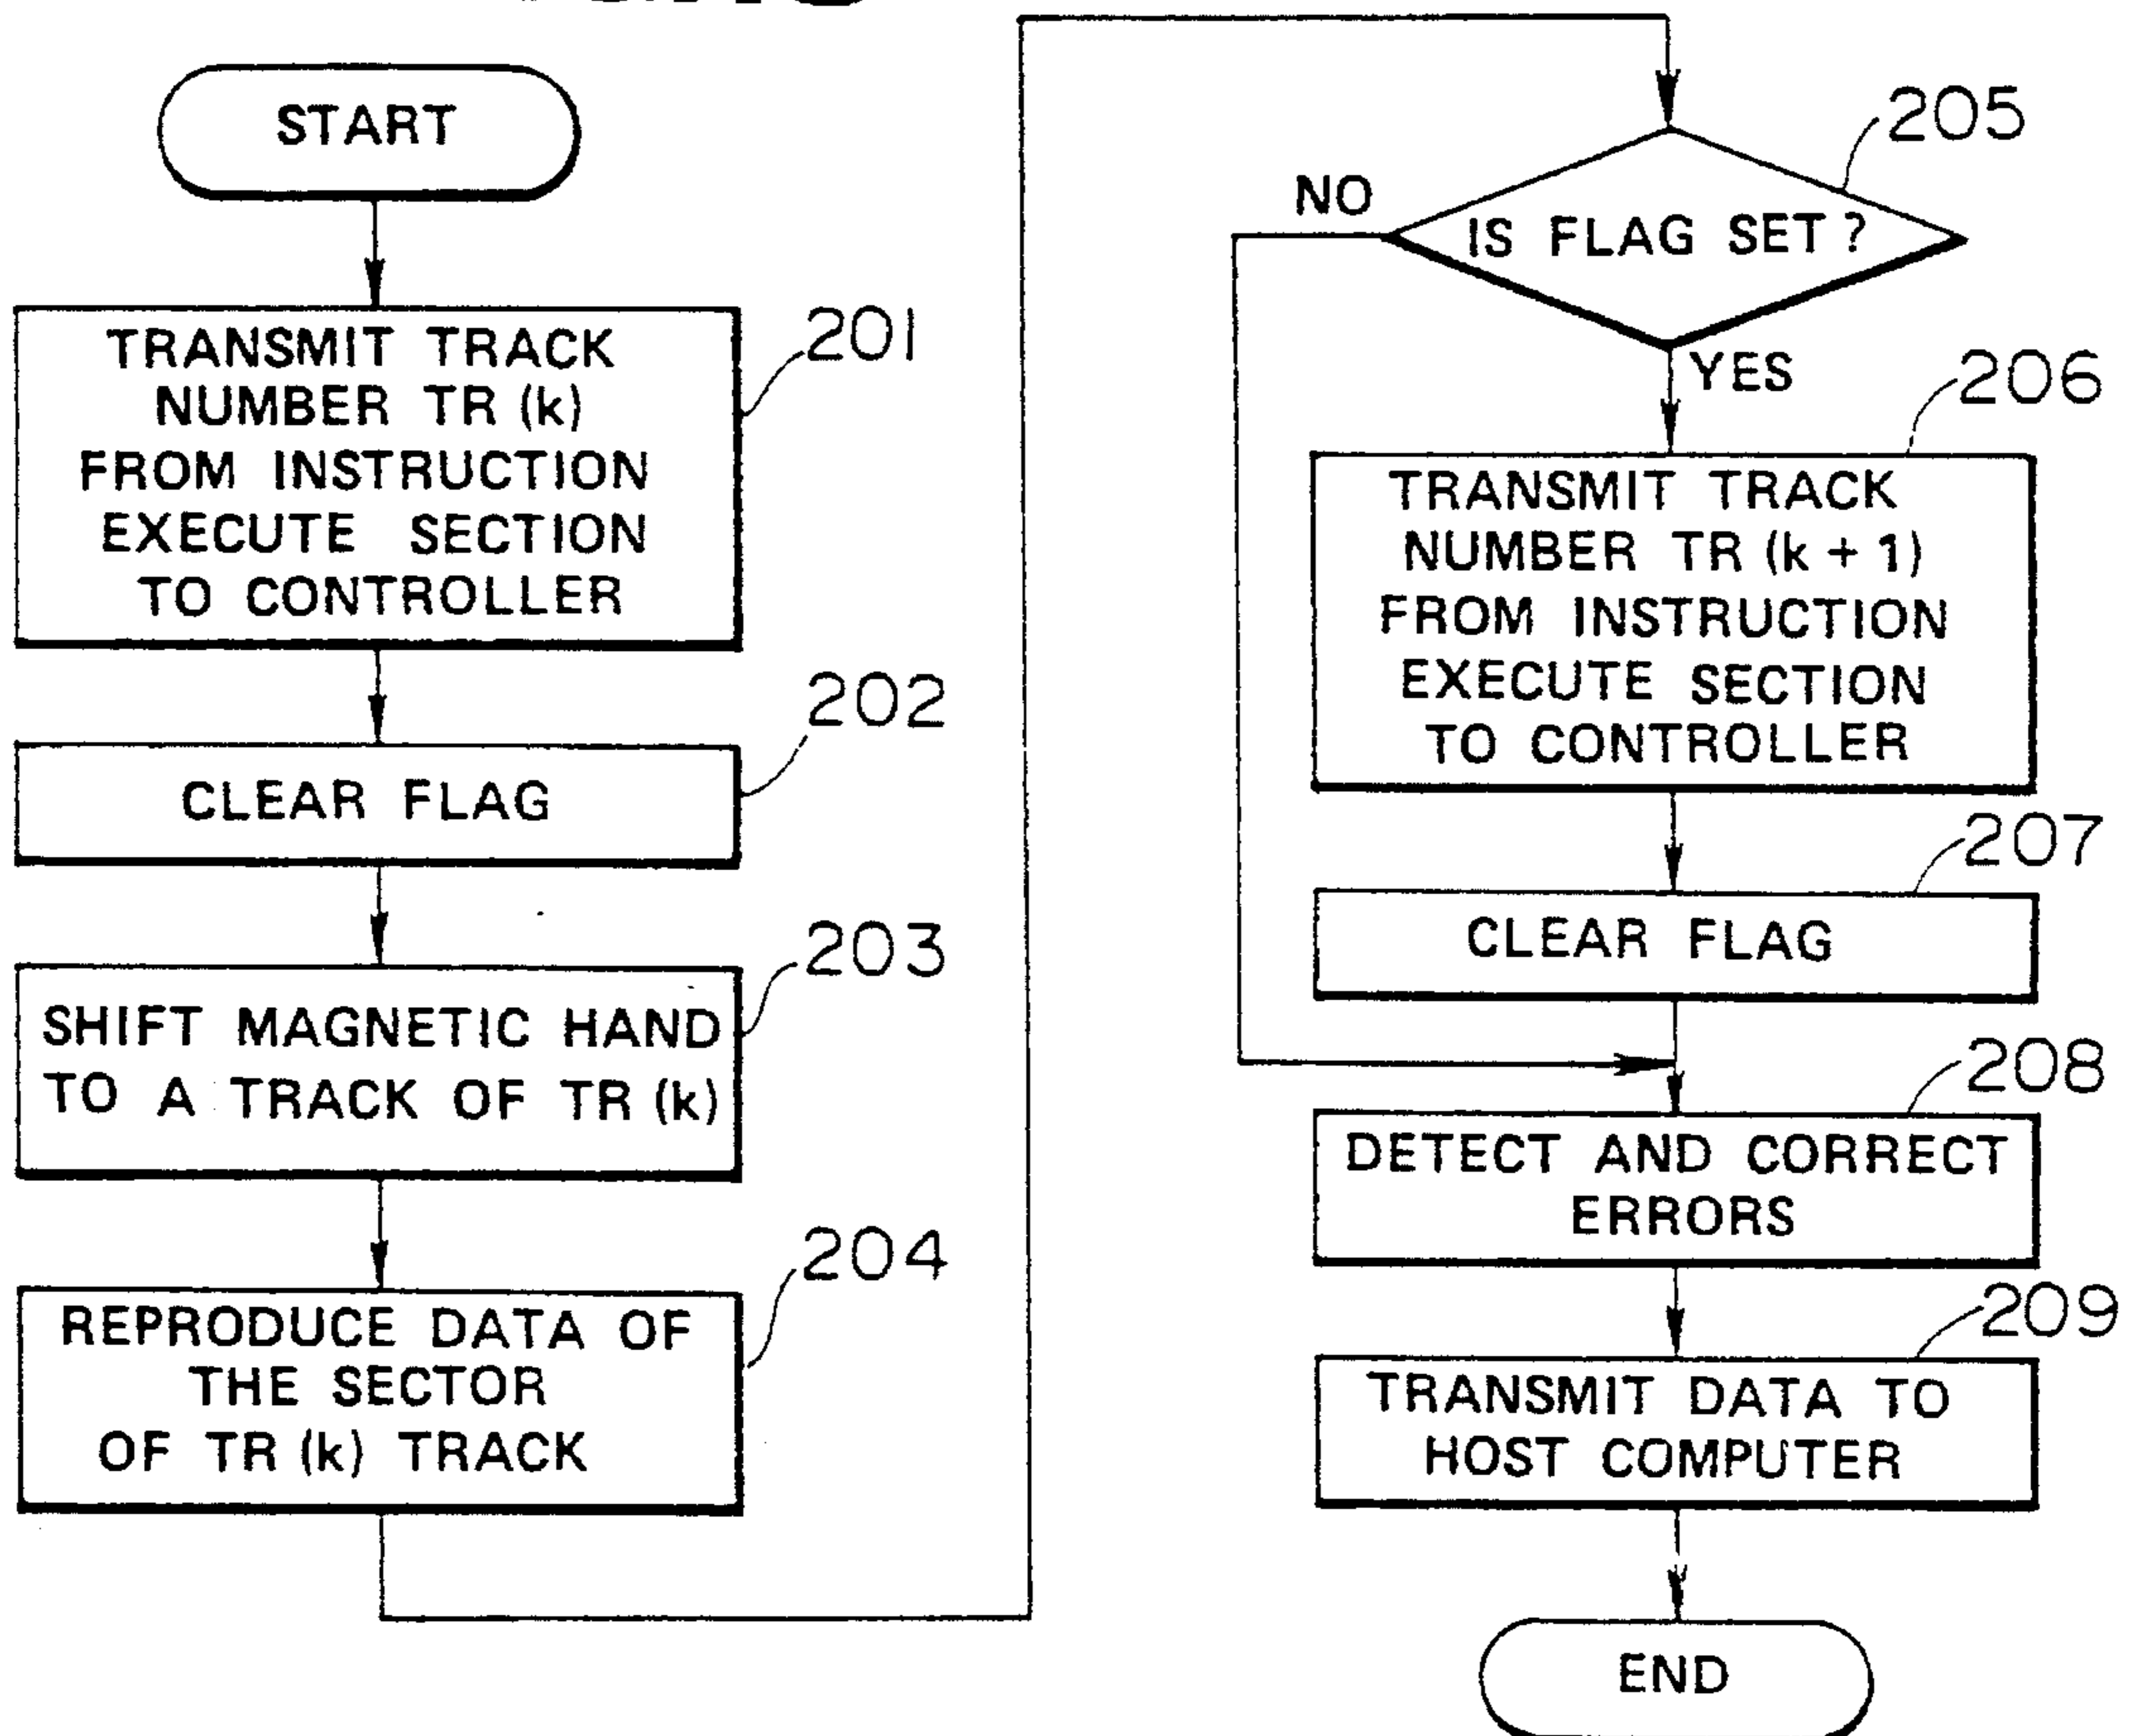 START
TRANSMIT TRACK
NUMBER TR (k)
FROM INSTRUCTION
EXECUTE SECTION
TO CONTROLLER
201
CLEAR FLAG
202
SHIFT MAGNETIC HAND
TO A TRACK OF TR (k)
203
REPRODUCE DATA OF
THE SECTOR
OF TR (k) TRACK
204
IS FLAG SET ?
205
NO
YES
TRANSMIT TRACK
NUMBER TR (k + 1)
FROM INSTRUCTION
EXECUTE SECTION
TO CONTROLLER
206
CLEAR FLAG
207
DETECT AND CORRECT
ERRORS
208
TRANSMIT DATA TO
HOST COMPUTER
209
END